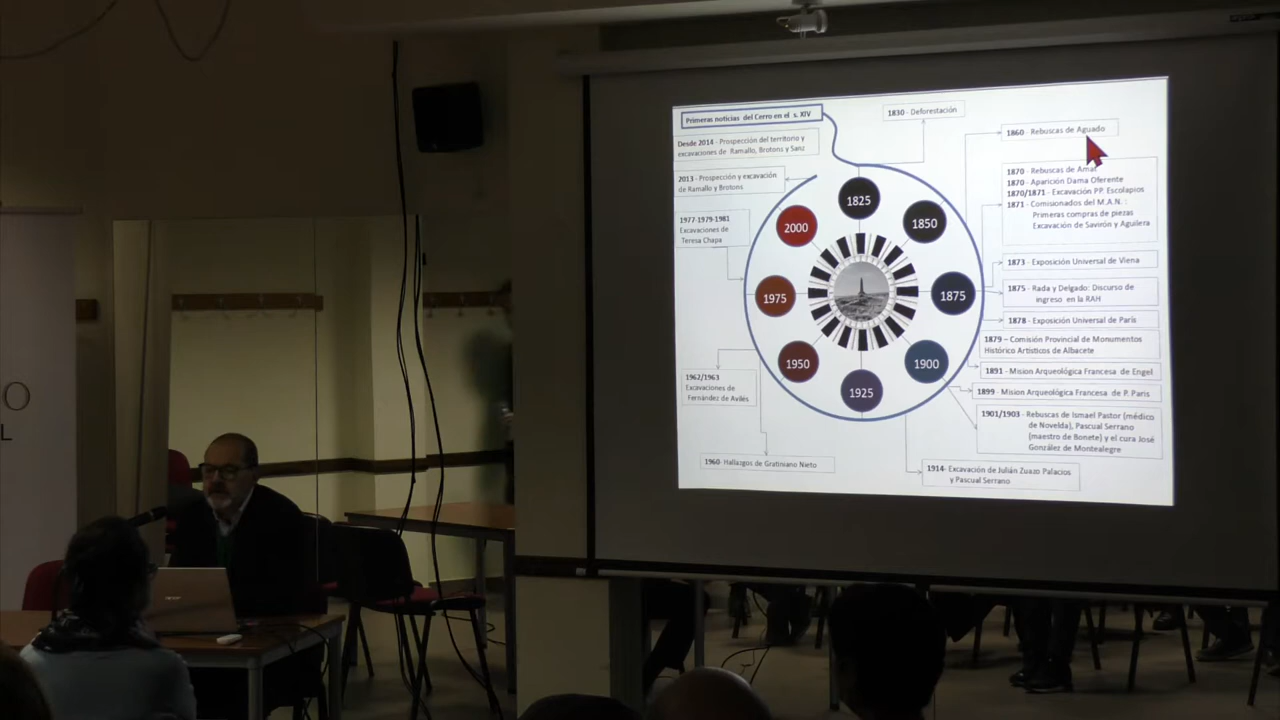 Primeras noticias del Cerro en el s. XIV
Desde 2014 - Prospección del territorio y
excavaciones de Ramallo, Brotons y Sanz
2013 - Prospección y excavación
de Ramallo y Brotons
1977-1979-1981
Excavaciones de
Teresa Chapa
1962/1963
Excavaciones de
Fernández de Avilés
1960- Hallazgos de Gratiniano Nieto
1825
1850
1875
1900
1925
1950
1975
2000
1830 - Deforestación
1860 - Rebuscas de Aguado
1870 - Rebuscas de Amat
1870 - Aparición Dama Oferente
1870/1871 - Excavación PP. Escolapios
1871 - Comisionados del M.A.N. :
Primeras compras de piezas
Excavación de Savirón y Aguilera
1873 - Exposición Universal de Viena
1875 - Rada y Delgado: Discurso de
ingreso en la RAH
1878 - Exposición Universal de París
1879 – Comisión Provincial de Monumentos
Histórico Artísticos de Albacete
1891 - Mision Arqueológica Francesa de Engel
1899 - Mision Arqueológica Francesa de P. Paris
1901/1903 - Rebuscas de Ismael Pastor (médico
de Novelda), Pascual Serrano
(maestro de Bonete) y el cura José
González de Montealegre
1914- Excavación de Julián Zuazo Palacios
y Pascual Serrano
O
L